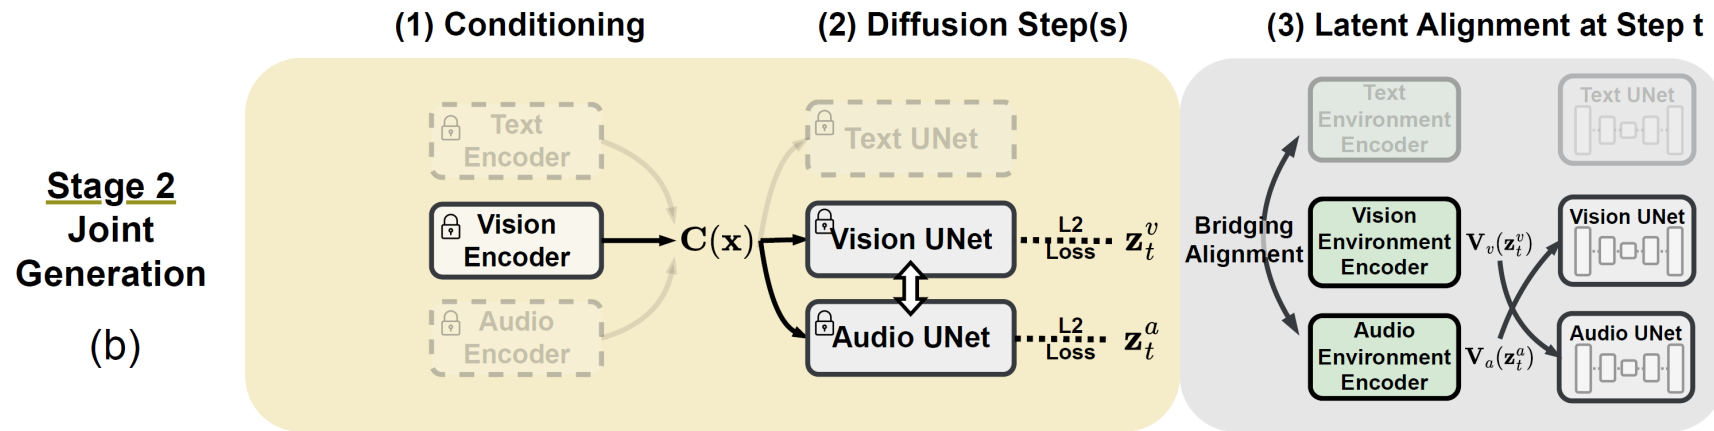 (1) Conditioning
(2) Diffusion Step(s)
(3) Latent Alignment at Step t
Stage 2
Joint
Generation
(b)
Text
Encoder
Vision
Encoder
Audio
Encoder
C(x)
Text UNet
Vision UNet
Audio UNet
L2
Loss
z_t^v
L2
Loss
z_t^a
Bridging
Alignment
Text
Environment
Encoder
Vision
Environment
Encoder
Audio
Environment
Encoder
V_v(z_t^v)
V_a(z_t^a)
Text UNet
Vision UNet
Audio UNet